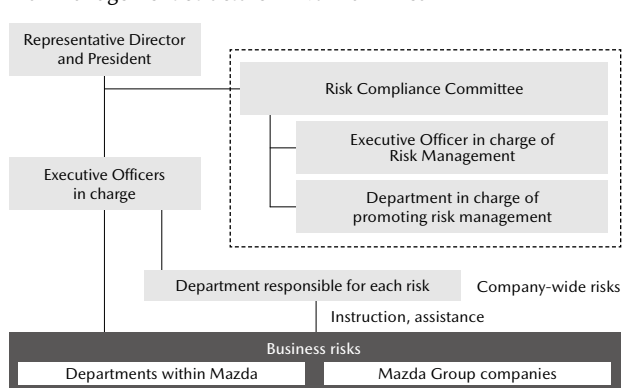 Representative Director
and President
Risk Compliance Committee
Executive Officer in charge of
Risk Management
Executive Officers
in charge
Department in charge of
promoting risk management
Department responsible for each risk
Company-wide risks
Instruction, assistance
Business risks
Departments within Mazda
Mazda Group companies